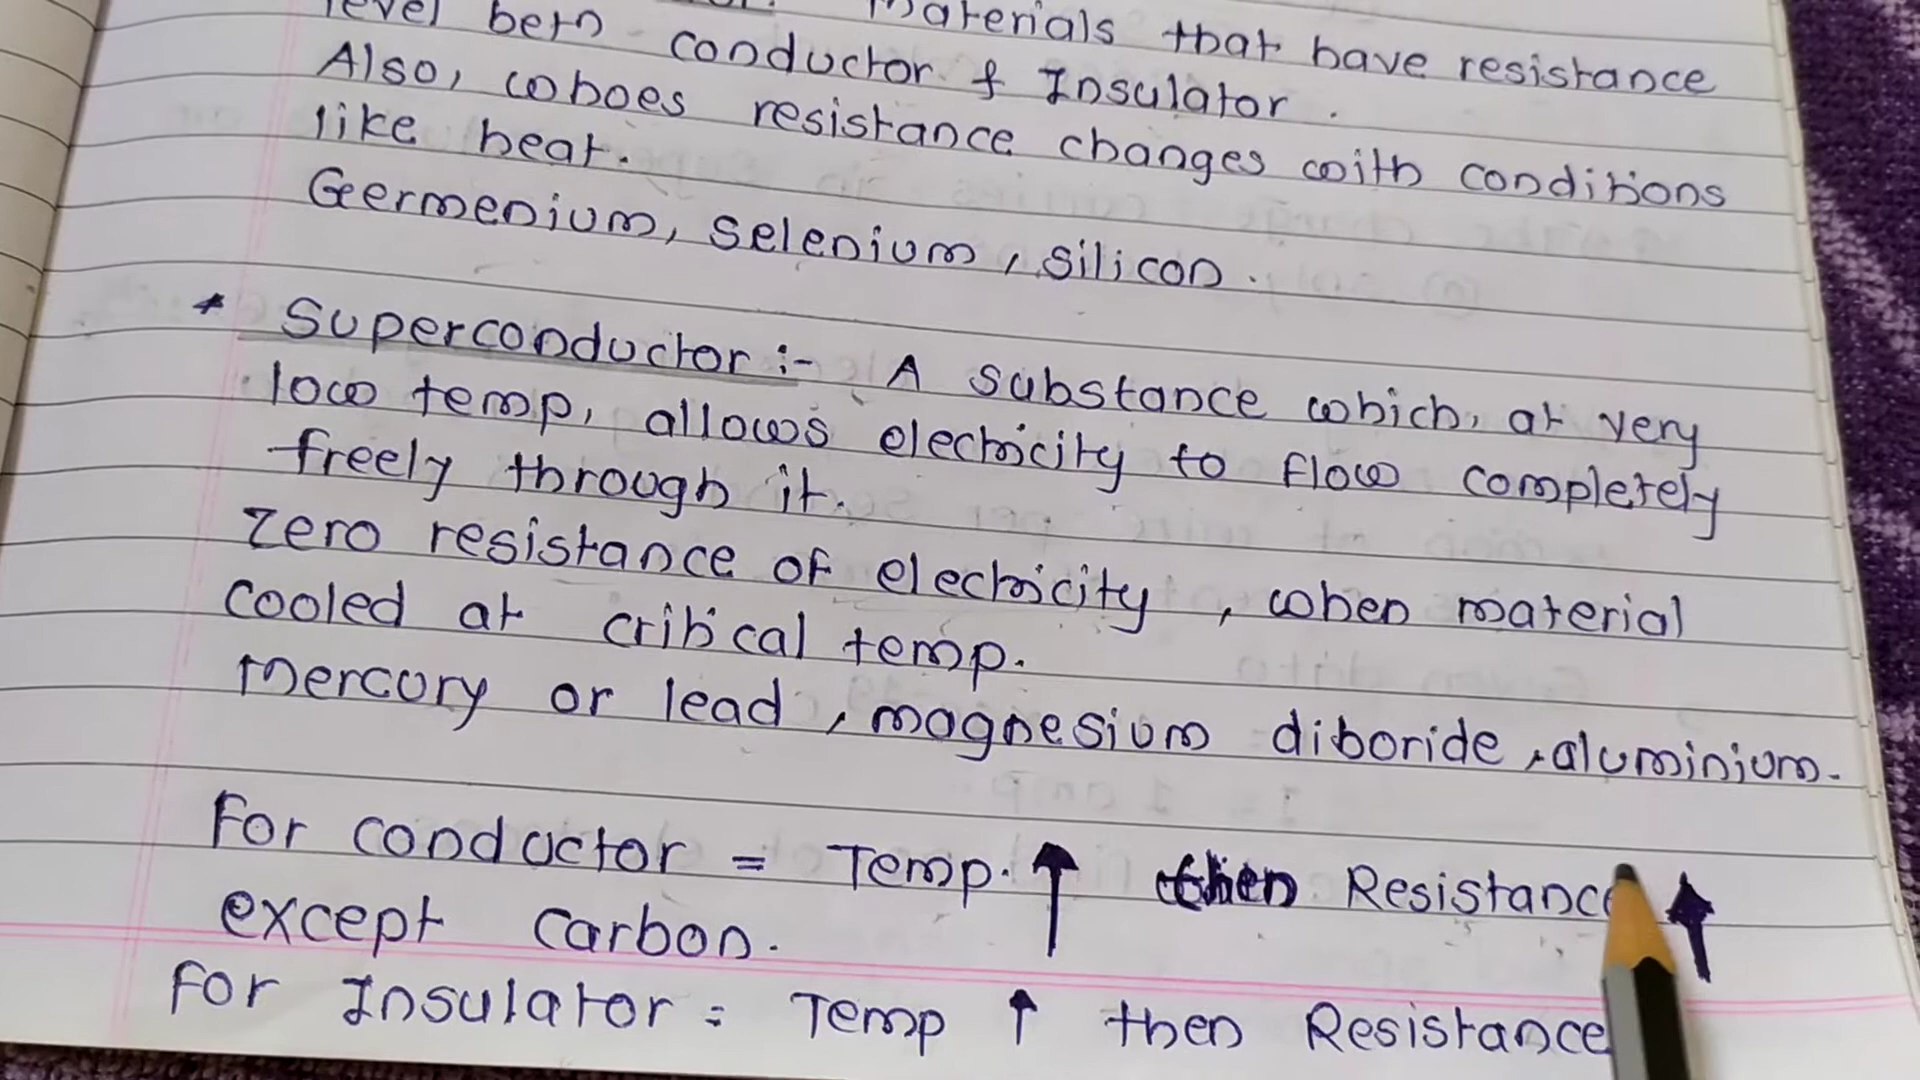 Materials that have resistance
level betn conductor & Insulator.
Also, whoes resistance changes with conditions
like heat.
Germenium, selenium, silicon.
* Superconductor :- A substance which, at very
low temp, allows electricity to flow completely
freely through it.
Zero resistance of electricity, when material
cooled at critical temp.
Mercury or lead, magnesium diboride, aluminium.
For conductor = Temp. ↑ then Resistance ↑
except carbon.
For Insulator = Temp ↑ then Resistance